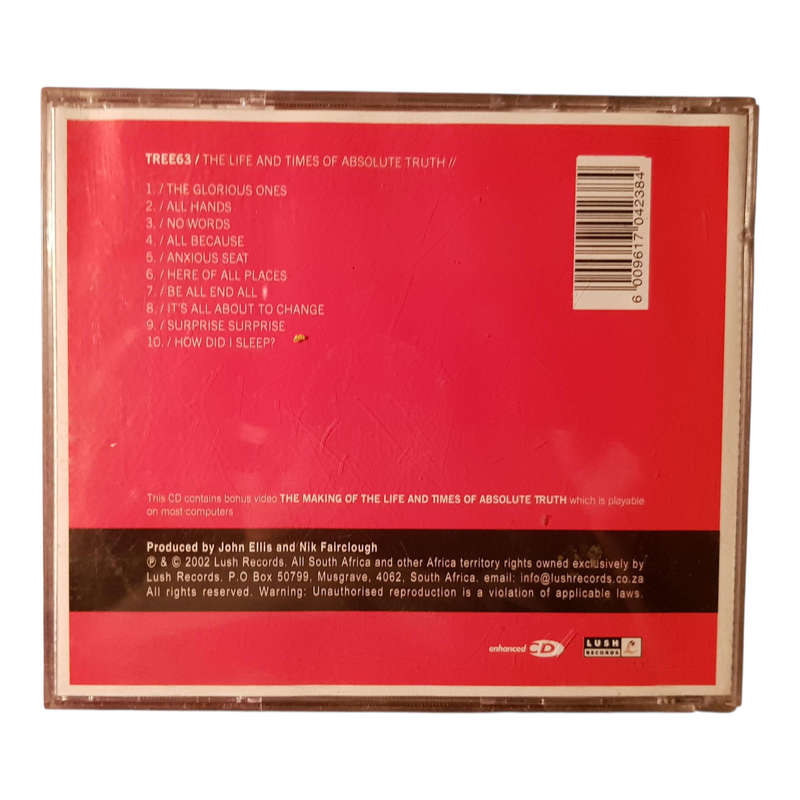 TREE63 / THE LIFE AND TIMES OF ABSOLUTE TRUTH //
1. / THE GLORIOUS ONES
2. / ALL HANDS
3. / NO WORDS
4. / ALL BECAUSE
5. / ANXIOUS SEAT
6. / HERE OF ALL PLACES
7. / BE ALL END ALL
8. / IT'S ALL ABOUT TO CHANGE
9. / SURPRISE SURPRISE
10. / HOW DID I SLEEP?
6 009617 042384
This CD contains bonus video THE MAKING OF THE LIFE AND TIMES OF ABSOLUTE TRUTH which is playable
on most computers
Produced by John Ellis and Nik Fairclough
℗ & © 2002 Lush Records. All South Africa and other Africa territory rights owned exclusively by
Lush Records. P.O Box 50799, Musgrave, 4062, South Africa. email: info@lushrecords.co.za
All rights reserved. Warning: Unauthorised reproduction is a violation of applicable laws.
enhanced CD
LUSH
RECORDS